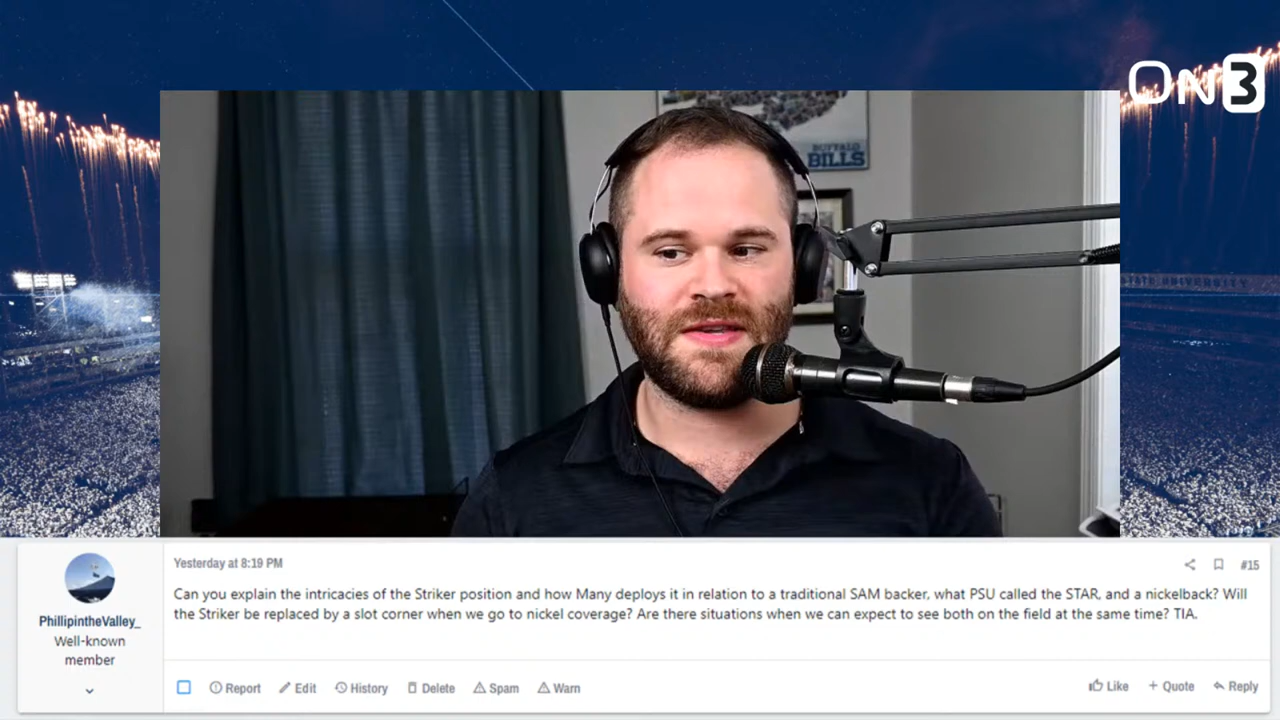 ON3
BUFFALO
BILLS
STATE UNIVERSITY
Yesterday at 8:19 PM
#15
Can you explain the intricacies of the Striker position and how Many deploys it in relation to a traditional SAM backer, what PSU called the STAR, and a nickelback? Will
the Striker be replaced by a slot corner when we go to nickel coverage? Are there situations when we can expect to see both on the field at the same time? TIA.
PhillipintheValley_
Well-known
member
Report Edit History Delete Spam Warn
Like + Quote Reply